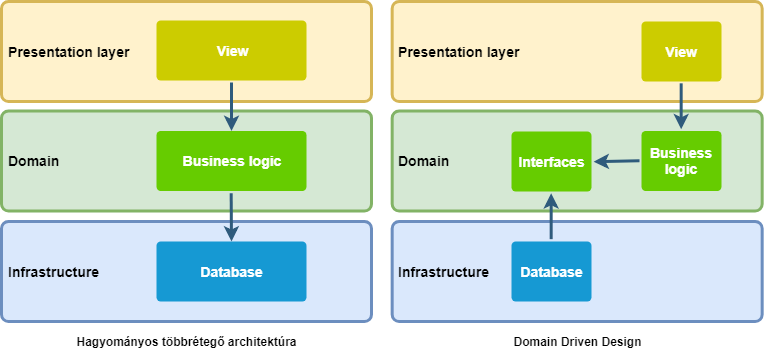 Presentation layer
View
Domain
Business logic
Infrastructure
Database
Hagyományos többrétegő architektúra
Presentation layer
View
Domain
Interfaces
Business
logic
Infrastructure
Database
Domain Driven Design